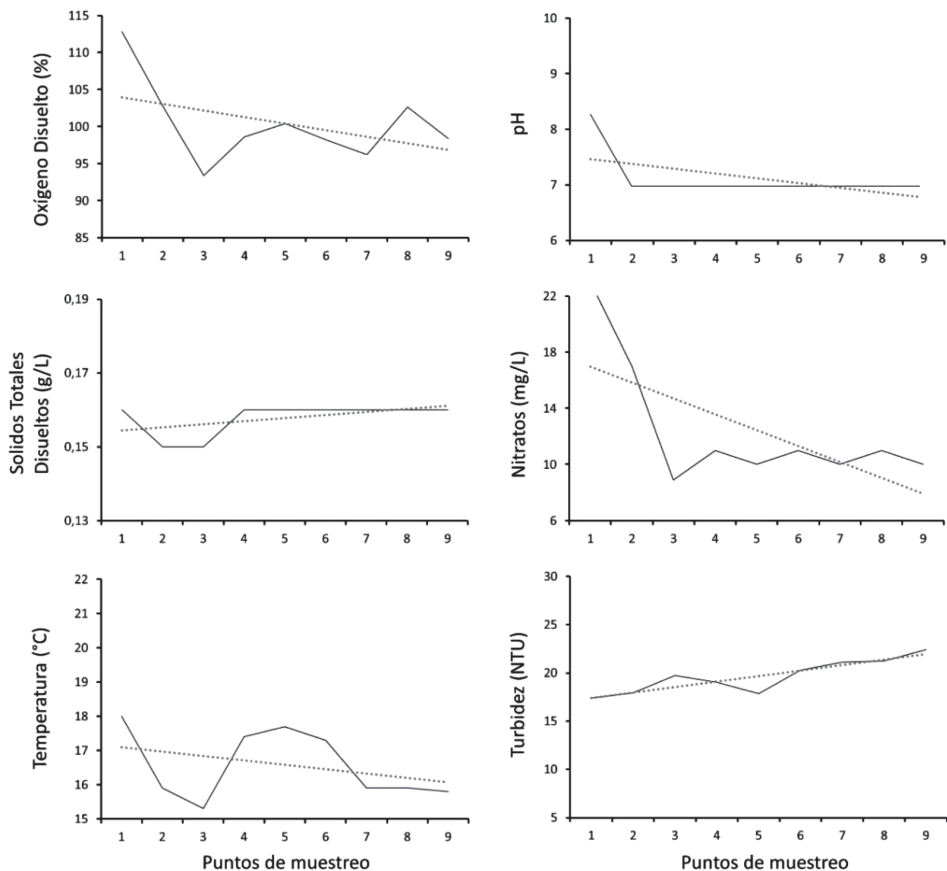 Oxígeno Disuelto (%)
115
110
105
100
95
90
85
1 2 3 4 5 6 7 8 9
pH
10
9
8
7
6
1 2 3 4 5 6 7 8 9
Solidos Totales
Disueltos (g/L)
0,19
0,17
0,15
0,13
1 2 3 4 5 6 7 8 9
Nitratos (mg/L)
22
18
14
10
6
1 2 3 4 5 6 7 8 9
Temperatura (°C)
22
21
20
19
18
17
16
15
1 2 3 4 5 6 7 8 9
Puntos de muestreo
Turbidez (NTU)
30
25
20
15
10
5
1 2 3 4 5 6 7 8 9
Puntos de muestreo